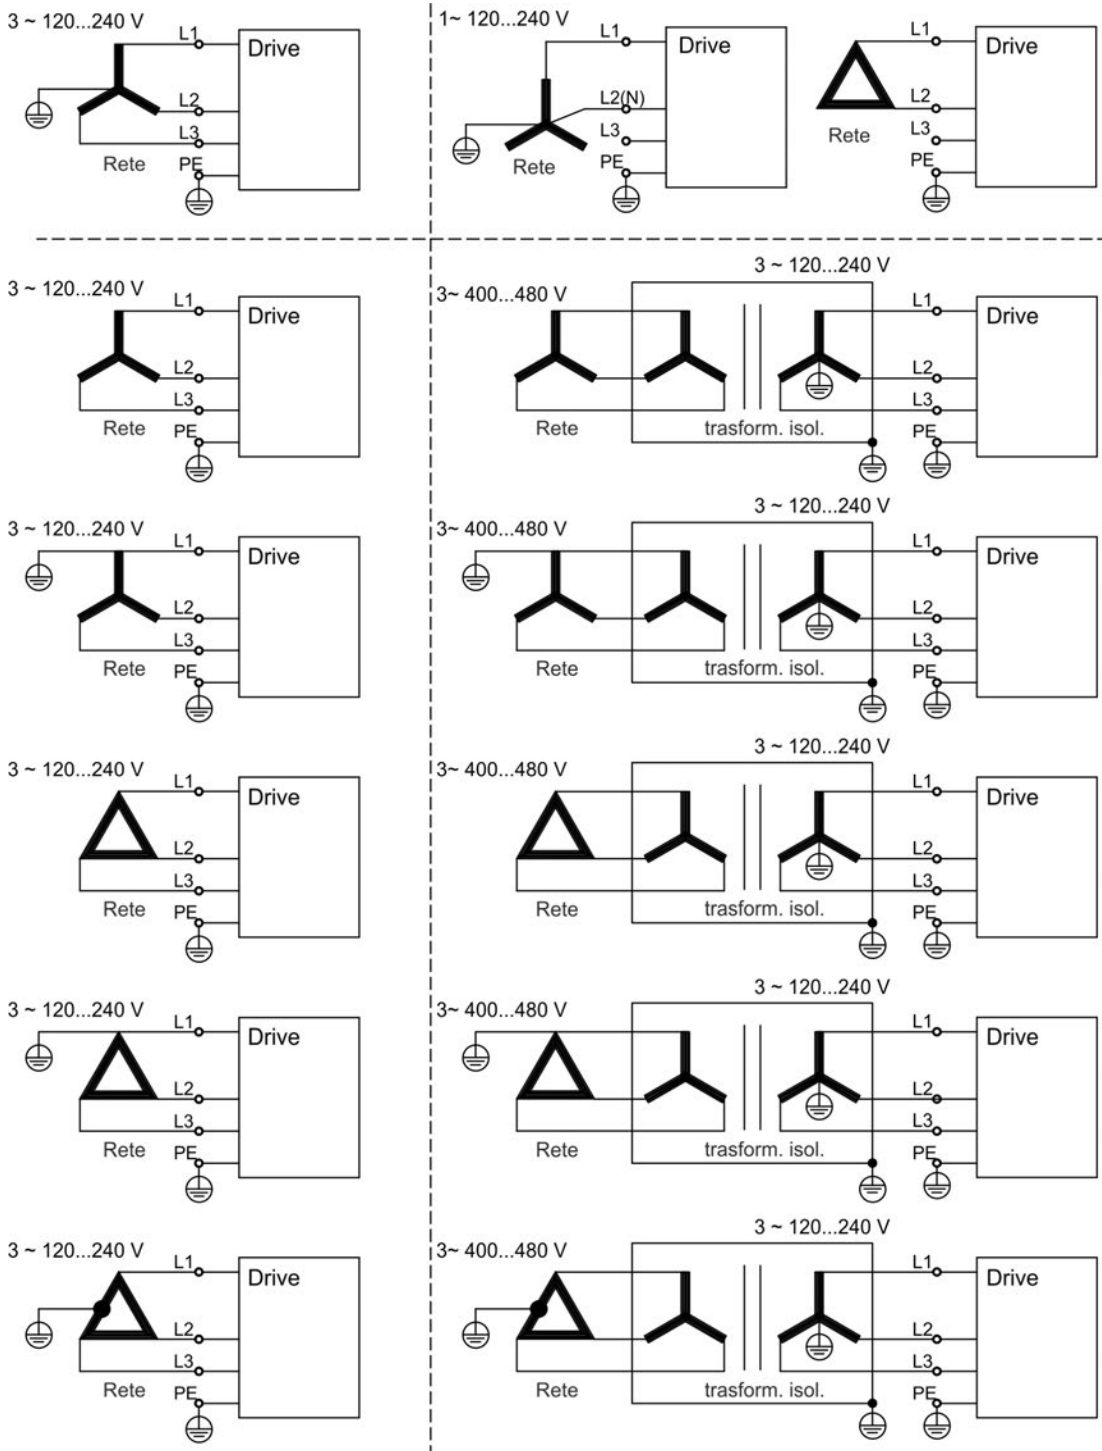 3 ~ 120...240 V
L1
Drive
L2
L3
Rete
PE
1~ 120...240 V
L1
Drive
L2(N)
L3
Rete
PE
L1
Drive
L2
Rete
L3
PE
3 ~ 120...240 V
L1
Drive
L2
L3
Rete
PE
3 ~ 120...240 V
3~ 400...480 V
L1
Drive
L2
L3
Rete
trasform. isol.
PE
3 ~ 120...240 V
L1
Drive
L2
L3
Rete
PE
3 ~ 120...240 V
3~ 400...480 V
L1
Drive
L2
L3
Rete
trasform. isol.
PE
3 ~ 120...240 V
L1
Drive
L2
L3
Rete
PE
3 ~ 120...240 V
3~ 400...480 V
L1
Drive
L2
L3
Rete
trasform. isol.
PE
3 ~ 120...240 V
L1
Drive
L2
L3
Rete
PE
3 ~ 120...240 V
3~ 400...480 V
L1
Drive
L2
L3
Rete
trasform. isol.
PE
3 ~ 120...240 V
L1
Drive
L2
L3
Rete
PE
3 ~ 120...240 V
3~ 400...480 V
L1
Drive
L2
L3
Rete
trasform. isol.
PE